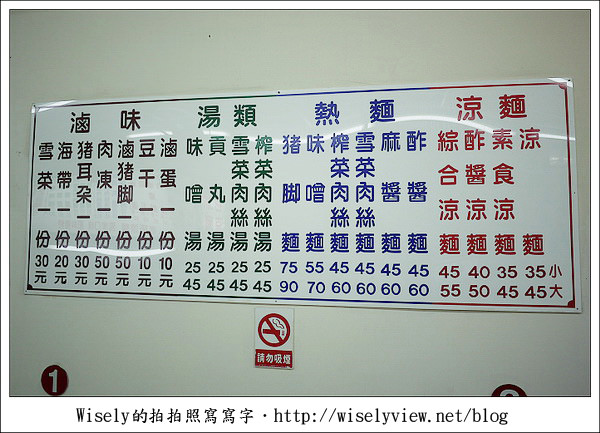 涼麵
小 大
涼麵 35 45
素食涼麵 35 45
酢醬涼麵 40 50
綜合涼麵 45 55
熱麵
酢醬麵 45 60
麻醬麵 45 60
雪菜肉絲麵 45 60
榨菜肉絲麵 45 60
味噌麵 55 70
猪脚麵 75 90
湯類
榨菜肉絲湯 25 45
雪菜肉絲湯 25 45
貢丸湯 25 45
味噌湯 25 45
滷味
滷蛋一份10元
豆干一份10元
滷猪脚一份50元
肉凍一份50元
猪耳朵一份30元
海帶一份20元
雪菜一份30元
請勿吸煙
1
Wisely的拍拍照寫寫字‧http://wiselyview.net/blog